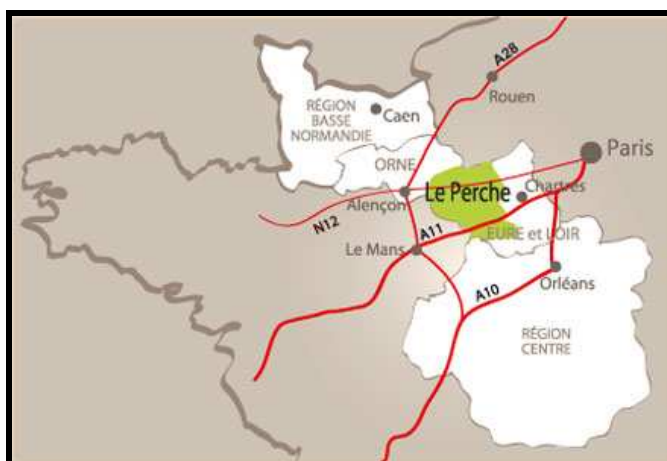 A28
Rouen
RÉGION
BASSE
NORMANDIE
Caen
ORNE
Paris
Le Perche
Chartres
Alençon
N12
A11
EURE et LOIR
Le Mans
A10
Orléans
RÉGION
CENTRE